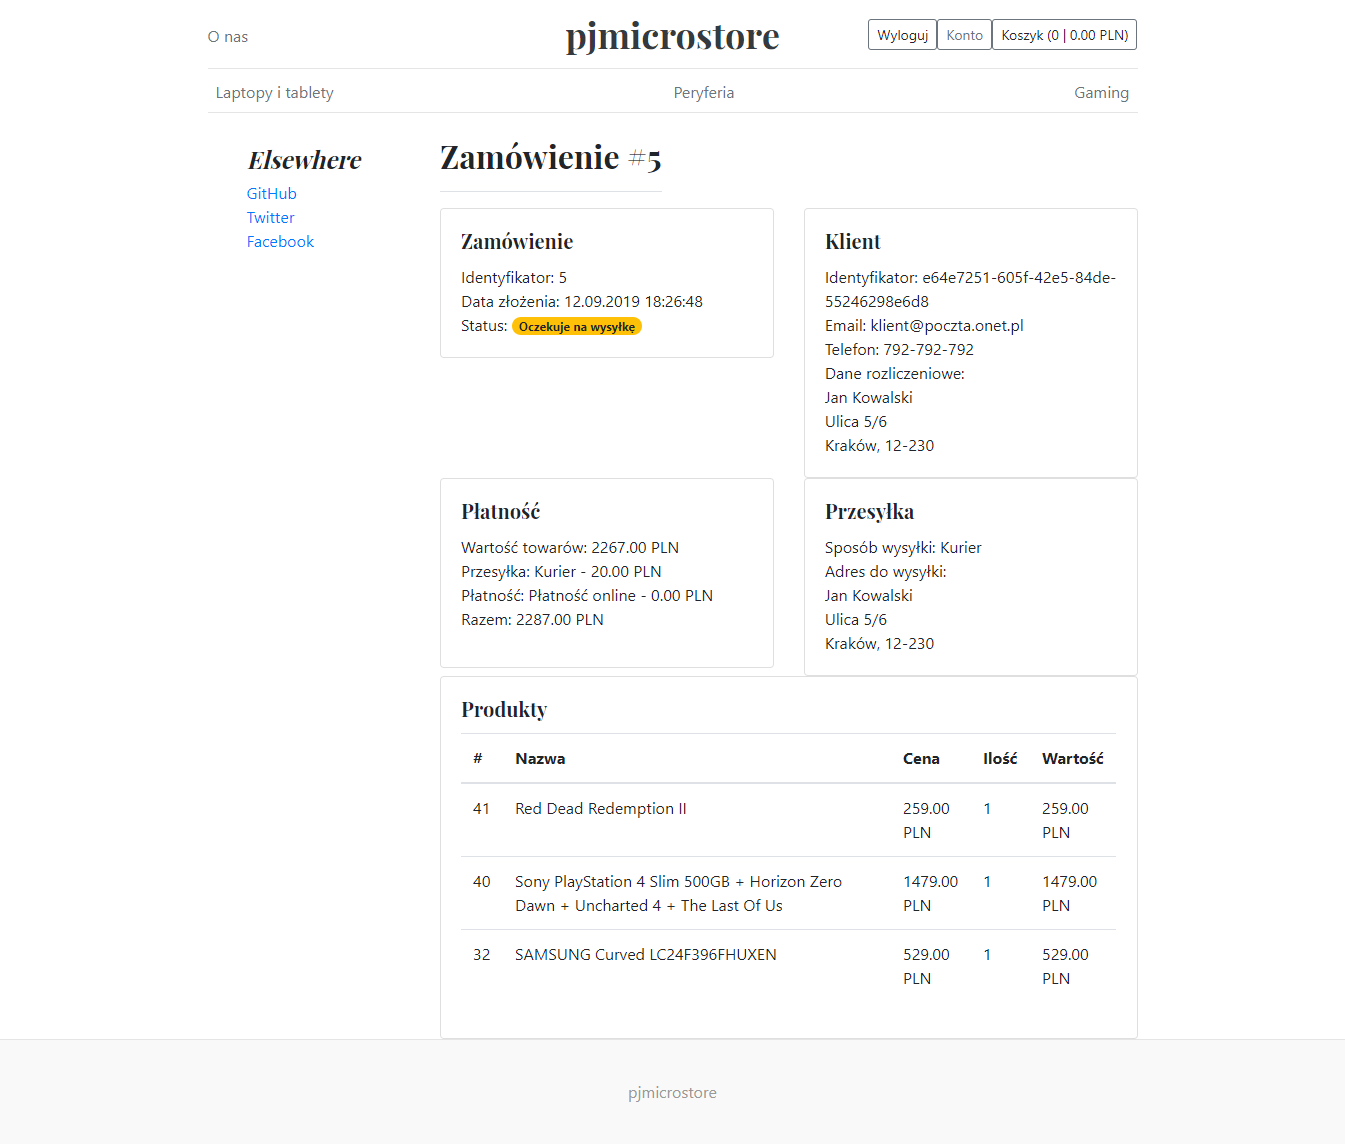 O nas
pjmicrostore
Wyloguj
Konto
Koszyk (0 | 0.00 PLN)
Laptopy i tablety
Peryferia
Gaming
Elsewhere
GitHub
Twitter
Facebook
Zamówienie #5
Zamówienie
Identyfikator: 5
Data złożenia: 12.09.2019 18:26:48
Status: Oczekuje na wysyłkę
Klient
Identyfikator: e64e7251-605f-42e5-84de-
55246298e6d8
Email: klient@poczta.onet.pl
Telefon: 792-792-792
Dane rozliczeniowe:
Jan Kowalski
Ulica 5/6
Kraków, 12-230
Płatność
Wartość towarów: 2267.00 PLN
Przesyłka: Kurier - 20.00 PLN
Płatność: Płatność online - 0.00 PLN
Razem: 2287.00 PLN
Przesyłka
Sposób wysyłki: Kurier
Adres do wysyłki:
Jan Kowalski
Ulica 5/6
Kraków, 12-230
Produkty
# Nazwa Cena Ilość Wartość
41 Red Dead Redemption II 259.00 1 259.00
PLN PLN
40 Sony PlayStation 4 Slim 500GB + Horizon Zero 1479.00 1 1479.00
Dawn + Uncharted 4 + The Last Of Us PLN PLN
32 SAMSUNG Curved LC24F396FHUXEN 529.00 1 529.00
PLN PLN
pjmicrostore